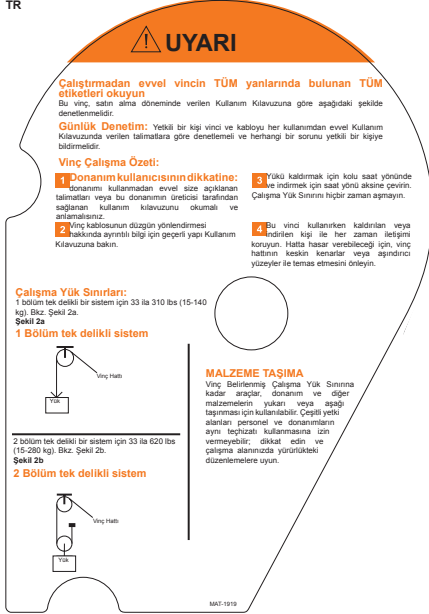 TR
UYARI
Çalıştırmadan evvel vincin TÜM yanlarında bulunan TÜM
etiketleri okuyun
Bu vinç, satın alma döneminde verilen Kullanım Kılavuzuna göre aşağıdaki şekilde
denetlenmelidir.
Günlük Denetim: Yetkili bir kişi vinci ve kabloyu her kullanımdan evvel Kullanım
Kılavuzunda verilen talimatlara göre denetlemeli ve herhangi bir sorunu yetkili bir kişiye
bildirmelidir.
Vinç Çalışma Özeti:
1 Donanım kullanıcısının dikkatine:
donanımı kullanmadan evvel size açıklanan
talimatları veya bu donanımın üreticisi tarafından
sağlanan kullanım kılavuzunu okumalı ve
anlamalısınız.
2 Vinç kablosunun düzgün yönlendirmesi
hakkında ayrıntılı bilgi için geçerli yapı Kullanım
Kılavuzuna bakın.
3 Yükü kaldırmak için kolu saat yönünde
ve indirmek için saat yönü aksine çevirin.
Çalışma Yük Sınırını hiçbir zaman aşmayın.
4 Bu vinci kullanırken kaldırılan veya
indirilen kişi ile her zaman iletişimi
koruyun. Hatta hasar verebileceği için, vinç
hattının keskin kenarlar veya aşındırıcı
yüzeyler ile temas etmesini önleyin.
Çalışma Yük Sınırları:
1 bölüm tek delikli bir sistem için 33 ila 310 lbs (15-140
kg). Bkz. Şekil 2a.
Şekil 2a
1 Bölüm tek delikli sistem
Vinç Hattı
Yük
2 bölüm tek delikli bir sistem için 33 ila 620 lbs
(15-280 kg). Bkz. Şekil 2b.
Şekil 2b
2 Bölüm tek delikli sistem
Vinç Hattı
Yük
MALZEME TAŞIMA
Vinç Belirlenmiş Çalışma Yük Sınırına
kadar araçlar, donanım ve diğer
malzemelerin yukarı veya aşağı
taşınması için kullanılabilir. Çeşitli yetki
alanları personel ve donanımların
aynı teçhizatı kullanmasına izin
vermeyebilir; dikkat edin ve
çalışma alanınızda yürürlükteki
düzenlemelere uyun.
MAT-1919